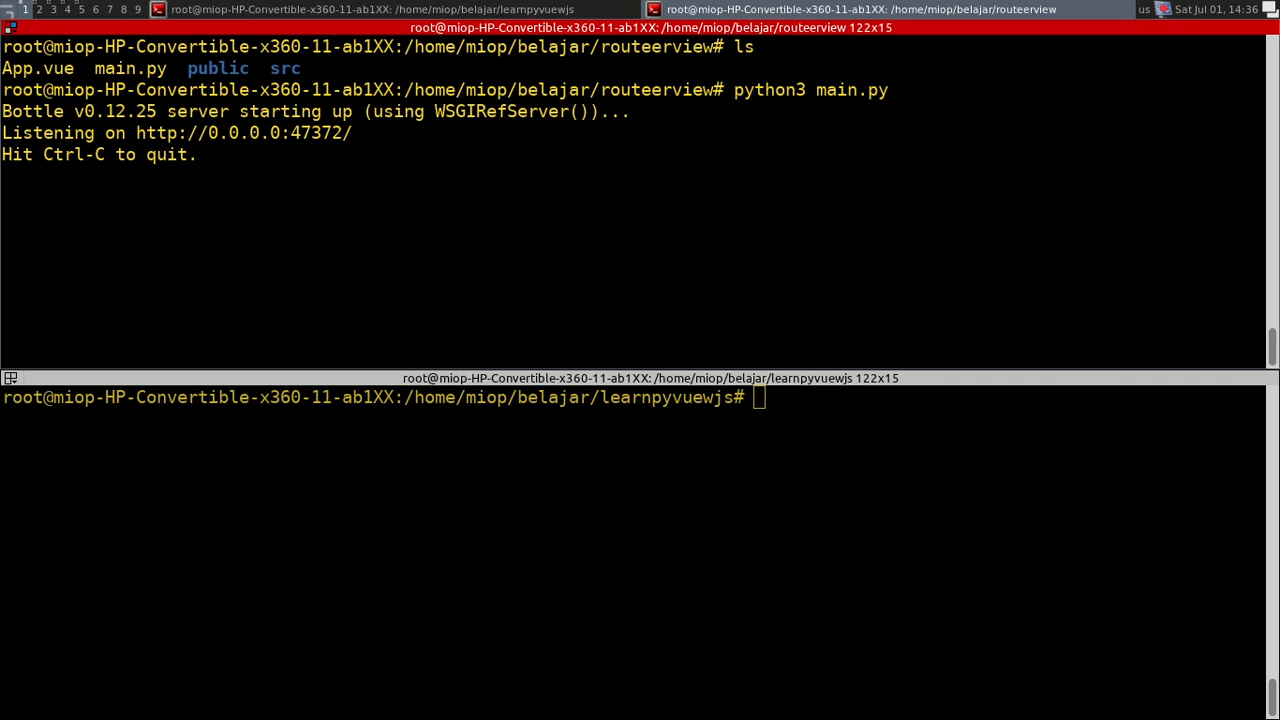 1 2 3 4 5 6 7 8 9 root@miop-HP-Convertible-x360-11-ab1XX: /home/miop/belajar/learnpyvuewjs root@miop-HP-Convertible-x360-11-ab1XX: /home/miop/belajar/routeerview us Sat Jul 01, 14:36
root@miop-HP-Convertible-x360-11-ab1XX: /home/miop/belajar/routeerview 122x15
root@miop-HP-Convertible-x360-11-ab1XX:/home/miop/belajar/routeerview# ls
App.vue main.py public src
root@miop-HP-Convertible-x360-11-ab1XX:/home/miop/belajar/routeerview# python3 main.py
Bottle v0.12.25 server starting up (using WSGIRefServer())...
Listening on http://0.0.0.0:47372/
Hit Ctrl-C to quit.
root@miop-HP-Convertible-x360-11-ab1XX: /home/miop/belajar/learnpyvuewjs 122x15
root@miop-HP-Convertible-x360-11-ab1XX:/home/miop/belajar/learnpyvuewjs#